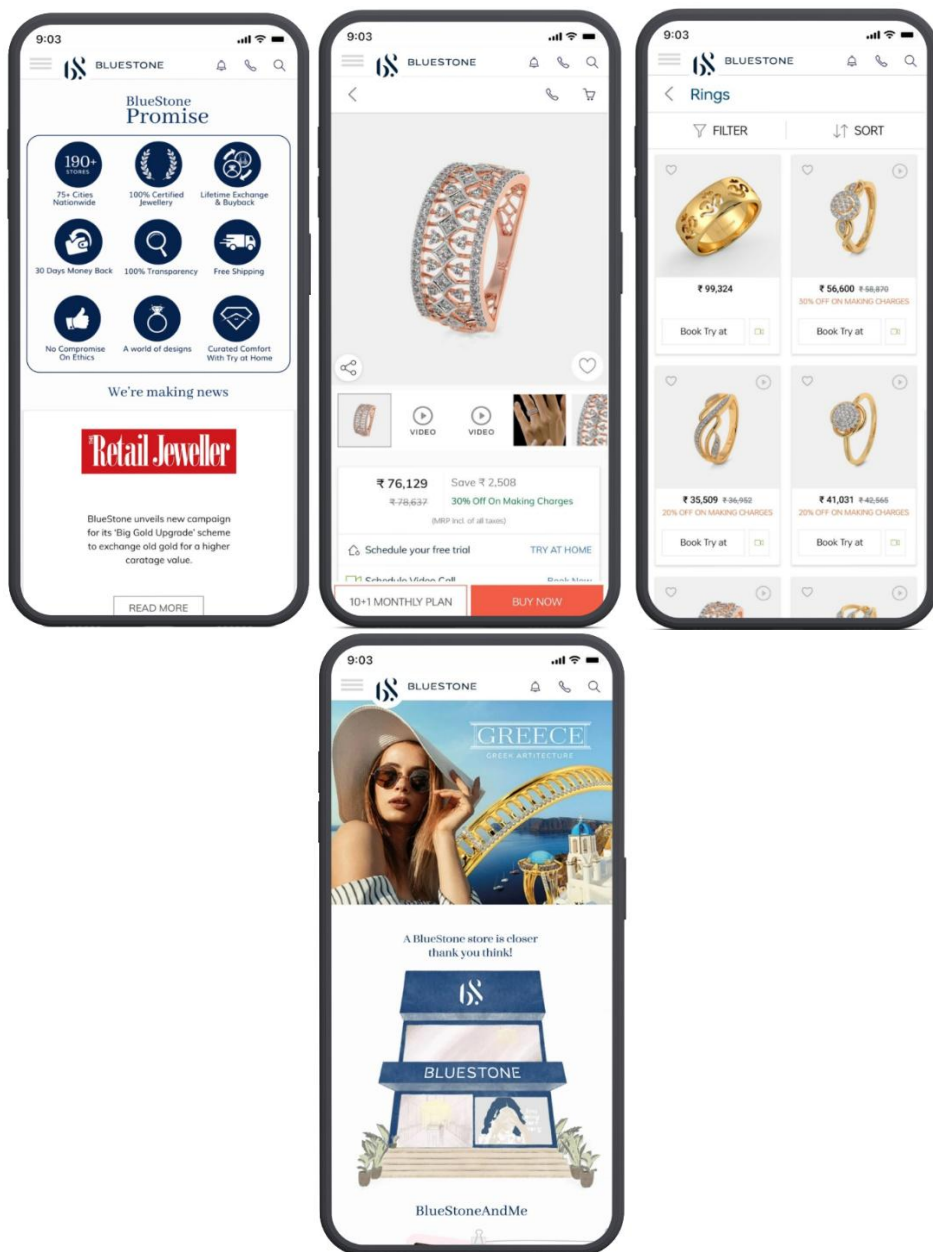 9:03
BLUESTONE
BlueStone
Promise
190+
STORES
75+ Cities
Nationwide
100% Certified
Jewellery
Lifetime Exchange
& Buyback
30 Days Money Back
100% Transparency
Free Shipping
No Compromise
On Ethics
A world of designs
Curated Comfort
With Try at Home
We're making news
THE Retail Jeweller
BlueStone unveils new campaign
for its 'Big Gold Upgrade' scheme
to exchange old gold for a higher
caratage value.
READ MORE
9:03
BLUESTONE
VIDEO
VIDEO
₹ 76,129
Save ₹ 2,508
₹ 78,637
30% Off On Making Charges
(MRP Incl. of all taxes)
Schedule your free trial
TRY AT HOME
Schedule Video Call
Book Now
10+1 MONTHLY PLAN
BUY NOW
9:03
BLUESTONE
Rings
FILTER
SORT
₹ 99,324
₹ 56,600 ₹ 58,870
30% OFF ON MAKING CHARGES
Book Try at
Book Try at
₹ 35,509 ₹ 36,952
20% OFF ON MAKING CHARGES
₹ 41,031 ₹ 42,565
20% OFF ON MAKING CHARGES
Book Try at
Book Try at
9:03
BLUESTONE
GREECE
GREEK ARTITECTURE
A BlueStone store is closer
thank you think!
BLUESTONE
BlueStoneAndMe